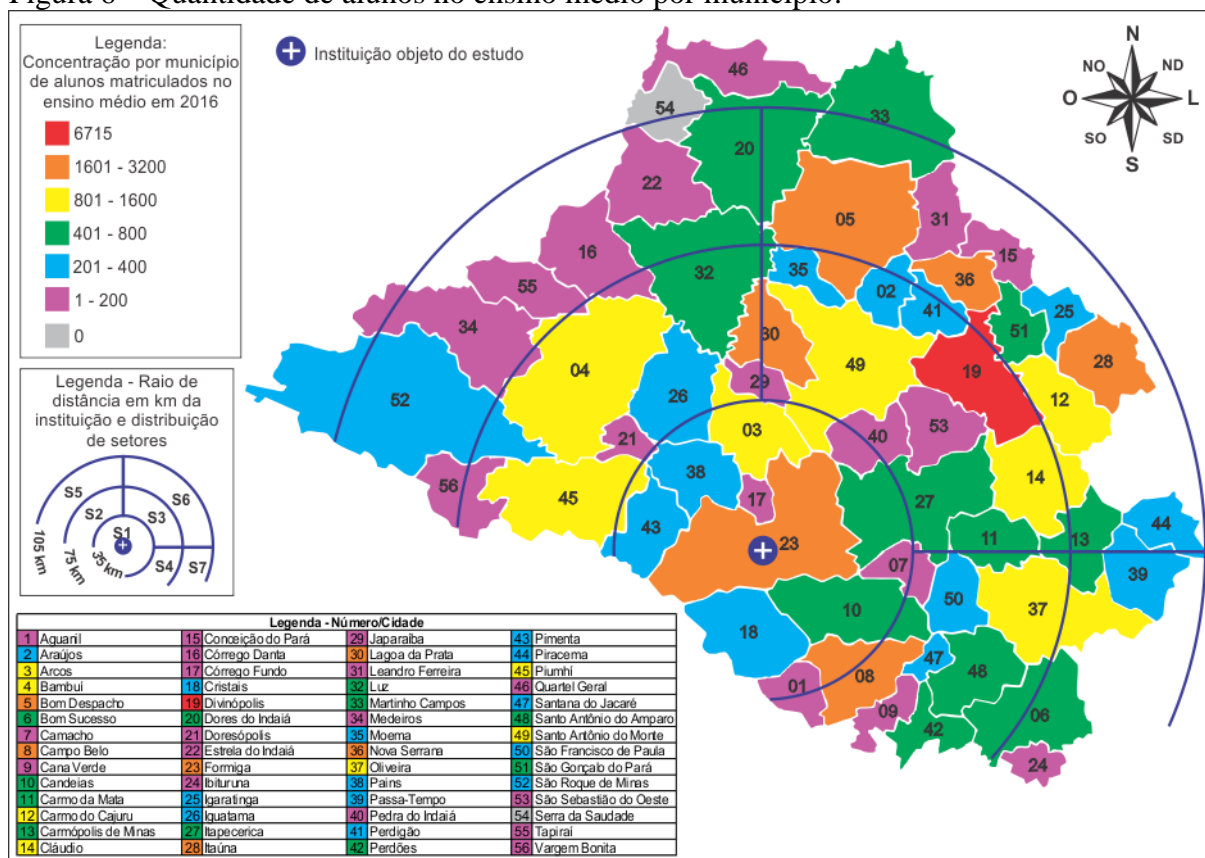 Figura 6 – Quantidade de alunos no ensino médio por município.
Legenda:
Concentração por município
de alunos matriculados no
ensino médio em 2016
6715
1601 - 3200
801 - 1600
401 - 800
201 - 400
1 - 200
0
Instituição objeto do estudo
N
NO
ND
O
L
SO
SD
S
Legenda - Raio de
distância em km da
instituição e distribuição
de setores
S5
S6
S2
S3
S1
S4
S7
105 km
75 km
35 km
46
54
33
20
22
05
31
16
15
32
35
36
02
55
41
25
34
51
30
28
04
49
19
29
52
26
12
03
53
40
21
38
14
56
45
17
27
43
11
13
44
23
07
39
50
10
37
18
47
48
08
01
09
06
42
24
Legenda - Número/Cidade
1 Aguanil 15 Conceição do Pará 29 Japaraíba 43 Pimenta
2 Araújos 16 Córrego Danta 30 Lagoa da Prata 44 Piracema
3 Arcos 17 Córrego Fundo 31 Leandro Ferreira 45 Piumhi
4 Bambuí 18 Cristais 32 Luz 46 Quartel Geral
5 Bom Despacho 19 Divinópolis 33 Martinho Campos 47 Santana do Jacaré
6 Bom Sucesso 20 Dores do Indaiá 34 Medeiros 48 Santo Antônio do Amparo
7 Camacho 21 Doresópolis 35 Moema 49 Santo Antônio do Monte
8 Campo Belo 22 Estrela do Indaiá 36 Nova Serrana 50 São Francisco de Paula
9 Cana Verde 23 Formiga 37 Oliveira 51 São Gonçalo do Pará
10 Candeias 24 Ibituruna 38 Pains 52 São Roque de Minas
11 Carmo da Mata 25 Igaratinga 39 Passa-Tempo 53 São Sebastião do Oeste
12 Carmo do Cajuru 26 Iguatama 40 Pedra do Indaiá 54 Serra da Saudade
13 Carmópolis de Minas 27 Itapecerica 41 Perdigão 55 Tapiraí
14 Cláudio 28 Itaúna 42 Perdões 56 Vargem Bonita